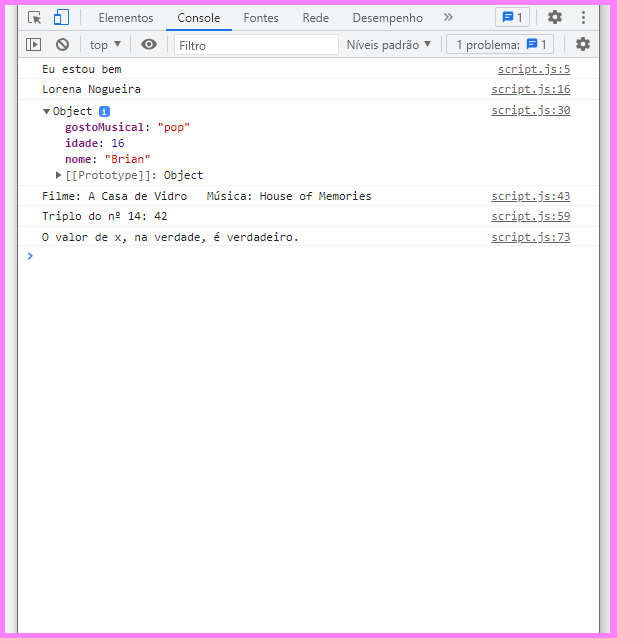 Elementos Console Fontes Rede Desempenho » 1
top ▼ Filtro Níveis padrão ▼ 1 problema: 1
Eu estou bem script.js:5
Lorena Nogueira script.js:16
▼Object i script.js:30
gostoMusical: "pop"
idade: 16
nome: "Brian"
▶[[Prototype]]: Object
Filme: A Casa de Vidro   Música: House of Memories script.js:43
Triplo do nº 14: 42 script.js:59
O valor de x, na verdade, é verdadeiro. script.js:73
>